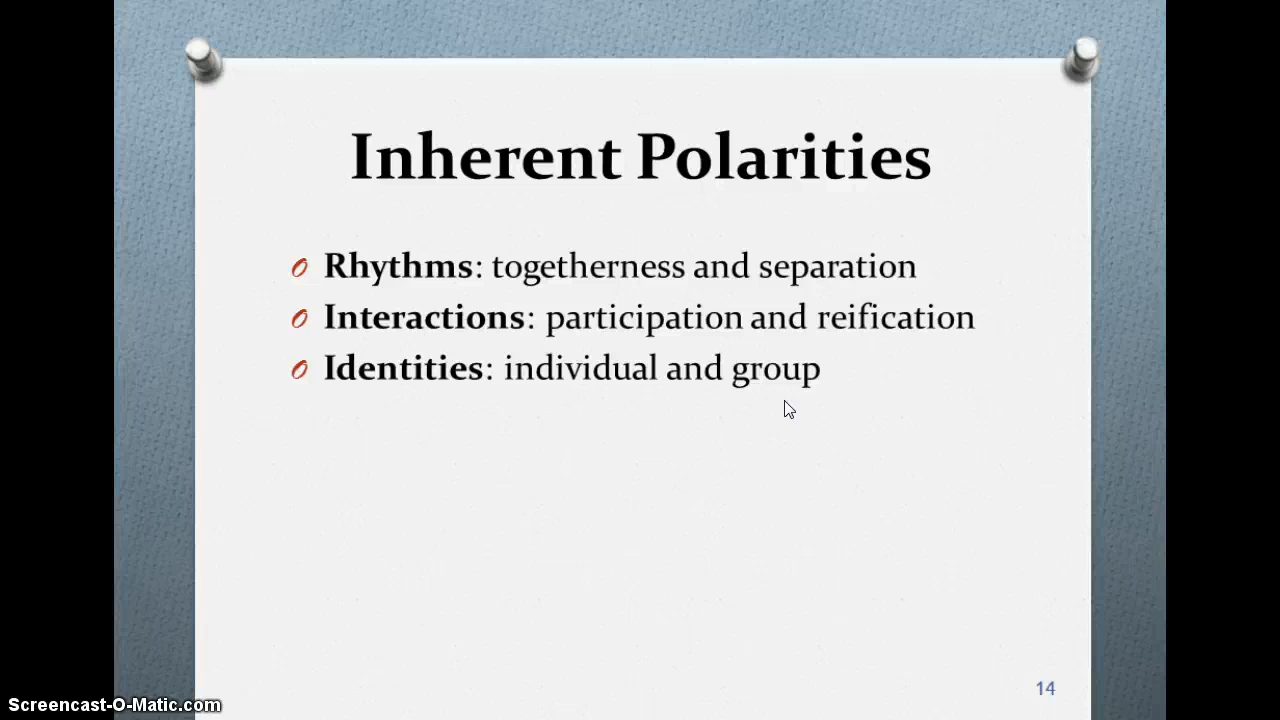 Inherent Polarities
Rhythms: togetherness and separation
Interactions: participation and reification
Identities: individual and group
14
Screencast-O-Matic.com